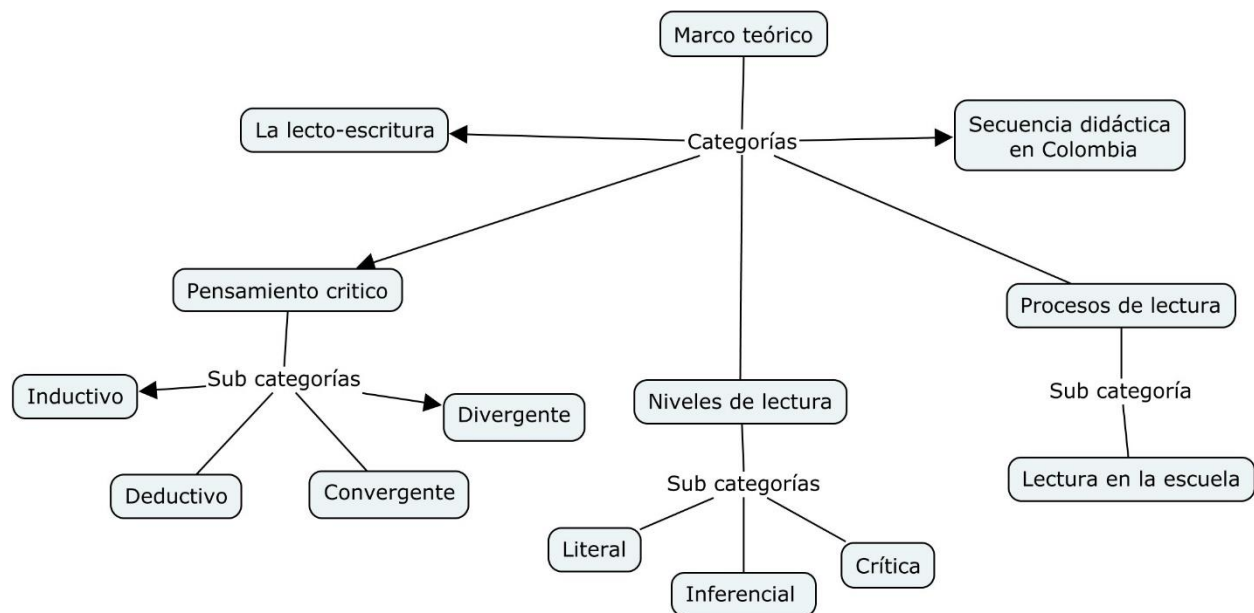 Marco teórico
La lecto-escritura
Categorías
Secuencia didáctica
en Colombia
Pensamiento critico
Procesos de lectura
Sub categorías
Inductivo
Divergente
Deductivo
Convergente
Niveles de lectura
Sub categorías
Literal
Inferencial
Crítica
Sub categoría
Lectura en la escuela